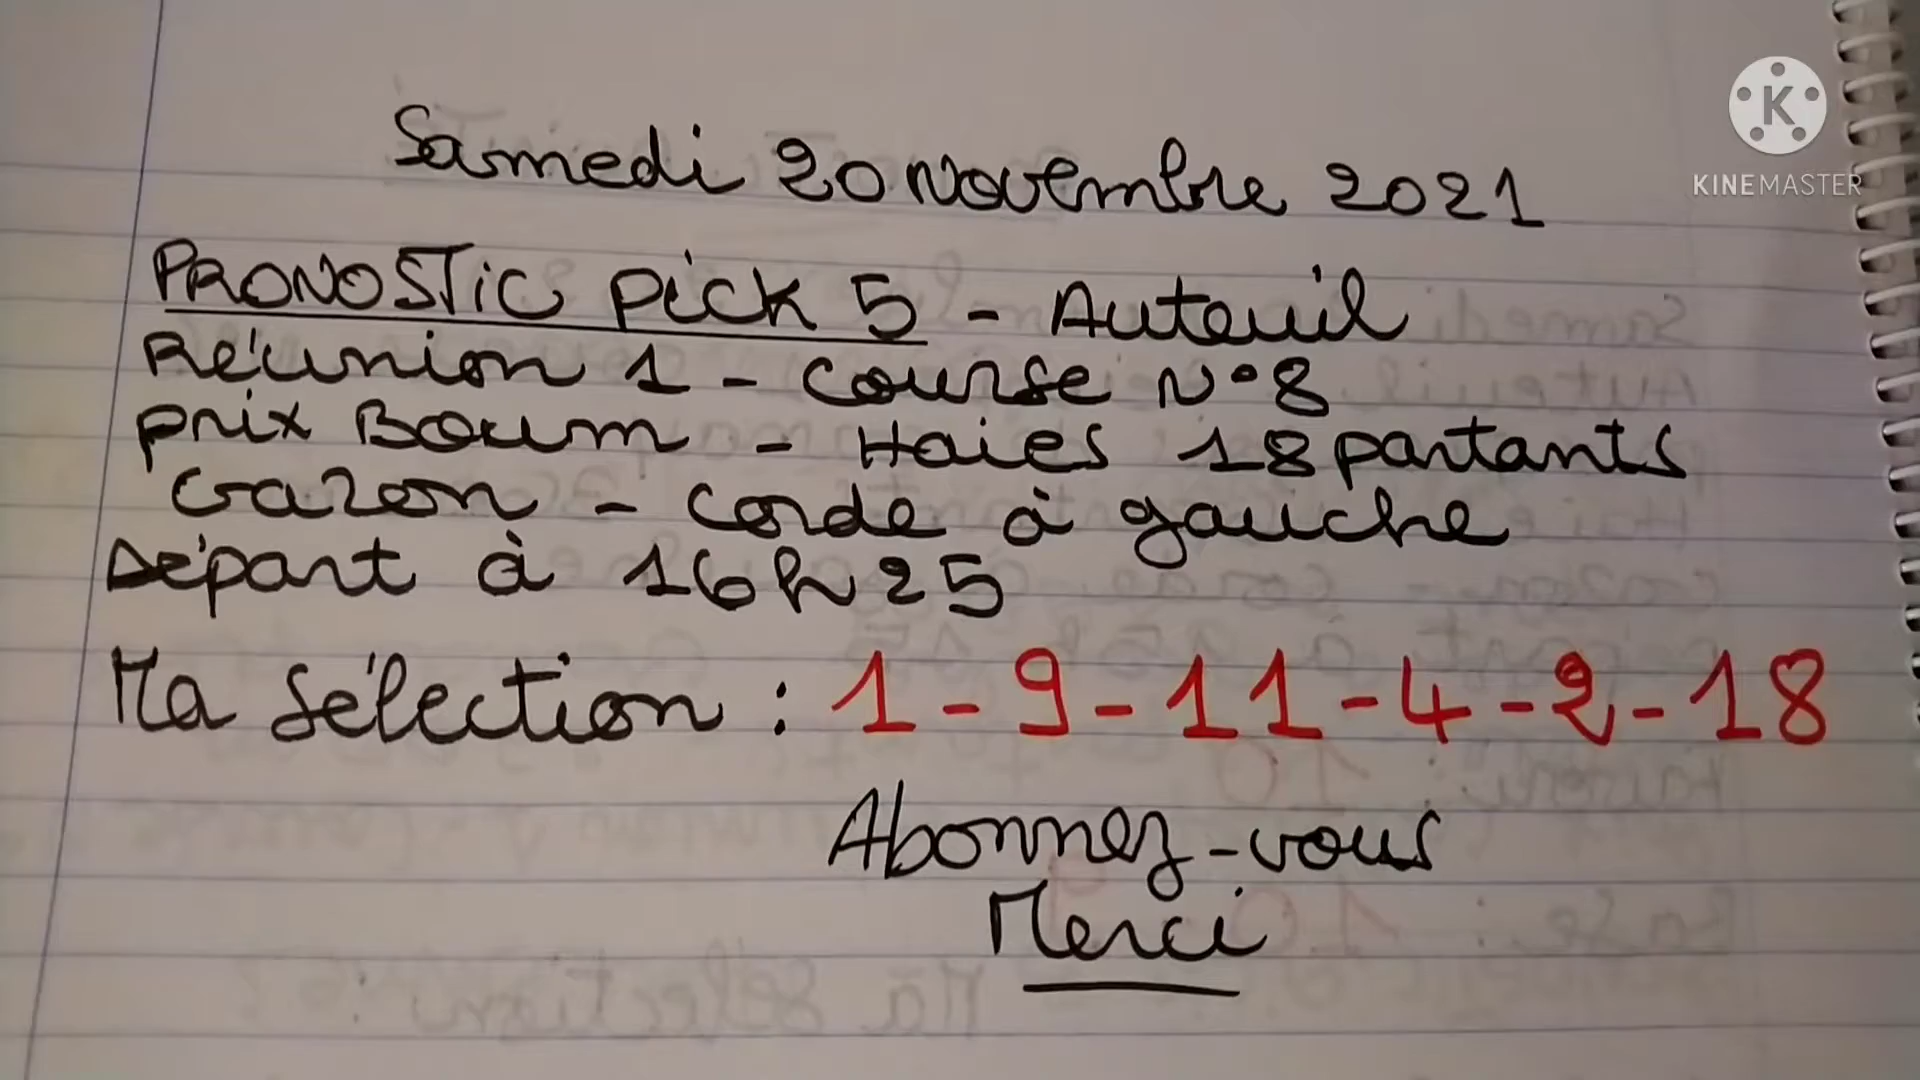 Samedi 20 Novembre 2021
PRONOSTIC PICK 5 - Auteuil
Réunion 1 - Course N°8
prix Boum - Haies 18 partants
Gazon - Corde à gauche
Départ à 16h25
Ma sélection : 1 - 9 - 11 - 4 - 2 - 18
Abonnez-vous
Merci
K
KINEMASTER